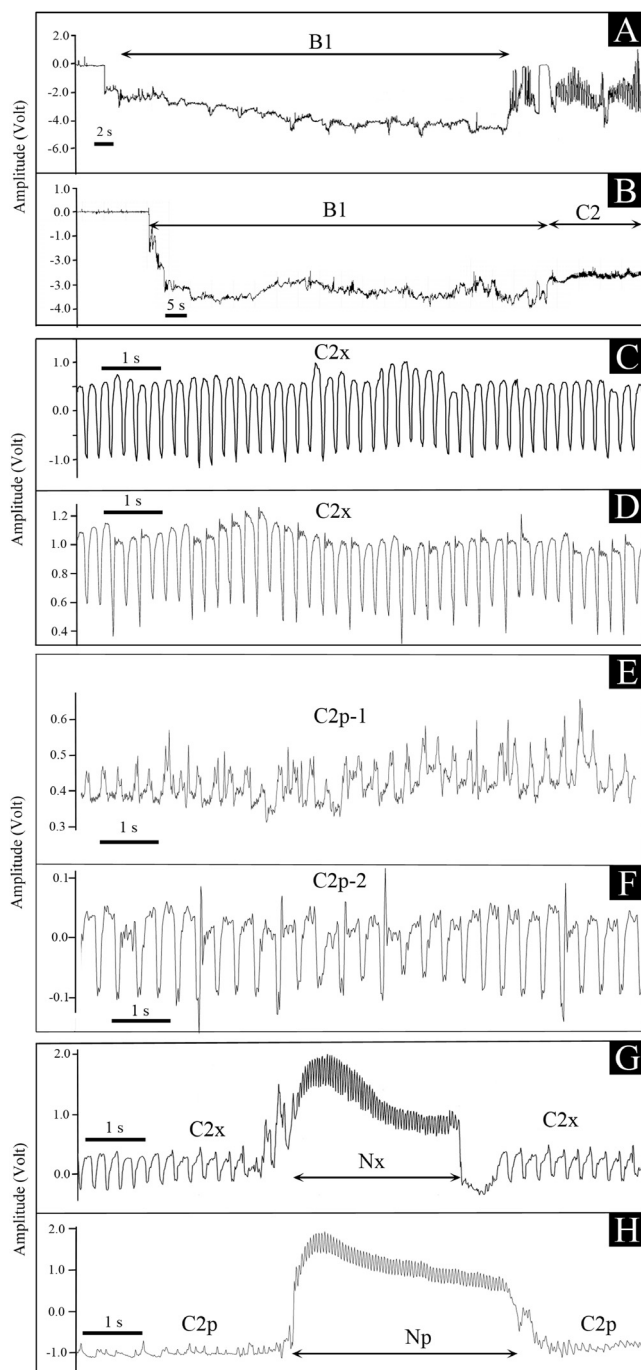 A
2.0
B1
0.0
-2.0
-4.0
2 s
-6.0
Amplitude (Volt)
B
1.0
B1
C2
0.0
-1.0
-3.0
-3.0
5 s
-4.0
C
1 s
C2x
1.0
0.0
-1.0
Amplitude (Volt)
D
1 s
C2x
1.2
1.0
0.8
0.6
0.4
E
C2p-1
0.6
0.5
0.4
0.3
1 s
Amplitude (Volt)
F
0.1
C2p-2
0.0
-0.1
1 s
G
2.0
1.0
1 s
C2x
C2x
0.0
Nx
Amplitude (Volt)
H
2.0
1.0
0.0
1 s
C2p
C2p
-1.0
Np